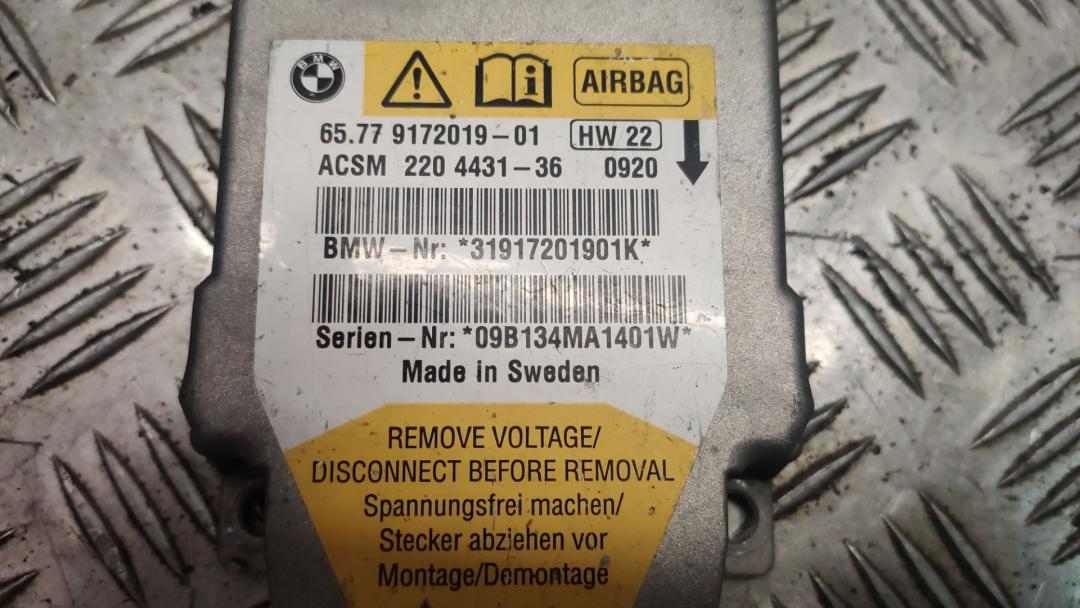 BMW
AIRBAG
65.77 9172019-01 HW 22
ACSM 220 4431-36 0920
BMW-Nr: *31917201901K*
Serien-Nr: *09B134MA1401W*
Made in Sweden
REMOVE VOLTAGE/
DISCONNECT BEFORE REMOVAL
Spannungsfrei machen/
Stecker abziehen vor
Montage/Demontage